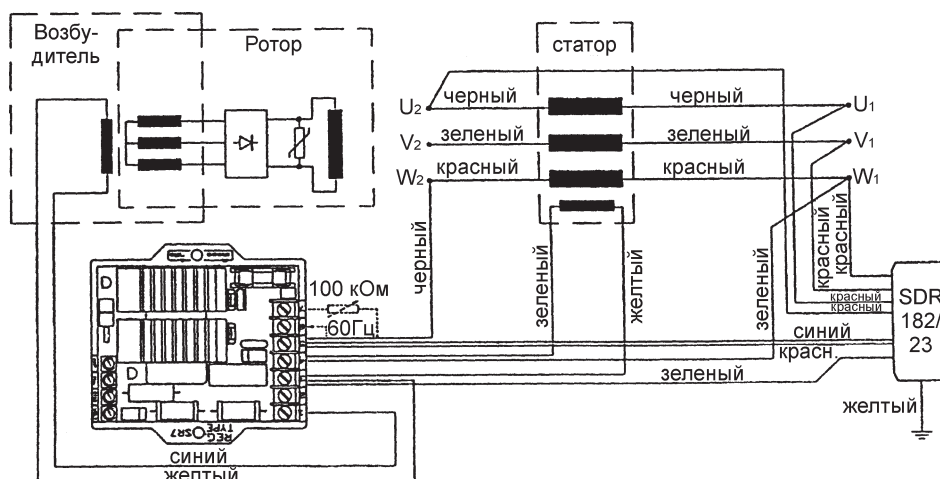 Возбу-
дитель
Ротор
статор
U2
черный
черный
U1
V2
зеленый
зеленый
V1
W2
красный
красный
W1
черный
зеленый
желтый
зеленый
красный
красный
100 кОм
60Гц
красный
красный
синий
красн.
зеленый
SDR
182/
23
желтый
D
D
REG
TYPE
SR7
синий
желтый